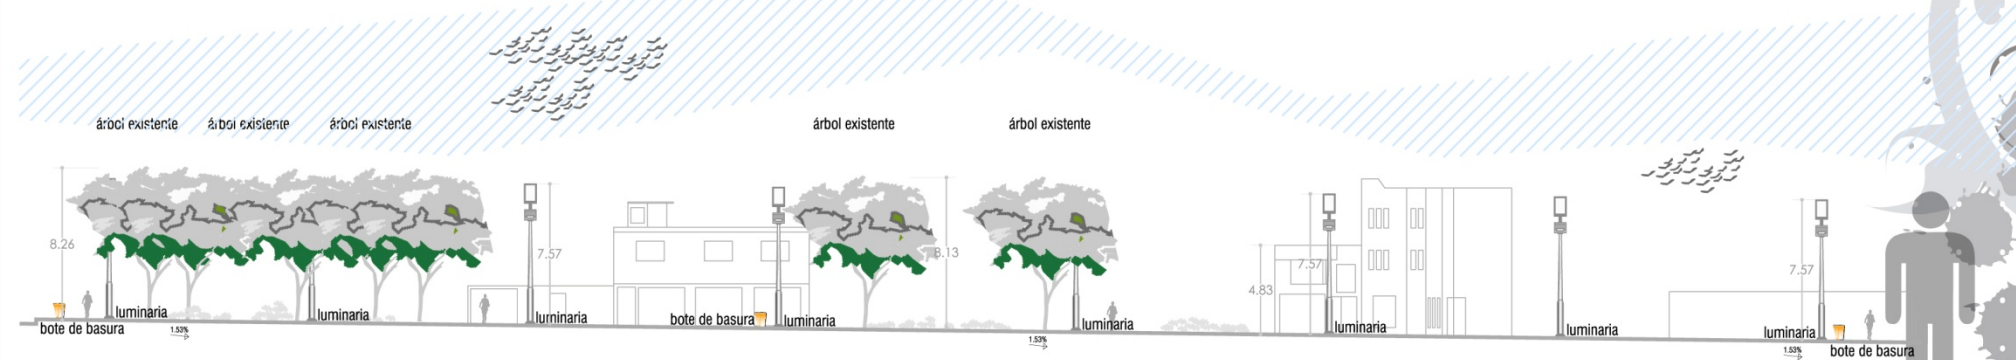 árbol existente
árbol existente
árbol existente
árbol existente
árbol existente
8.26
7.57
8.13
7.57
4.83
7.57
luminaria
luminaria
luminaria
bote de basura
luminaria
luminaria
luminaria
luminaria
luminaria
bote de basura
bote de basura
1.53%
1.53%
1.53%